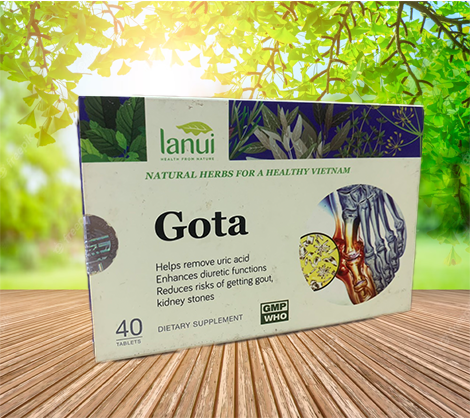 lanui
HEALTH FROM NATURE
NATURAL HERBS FOR A HEALTHY VIETNAM
Gota
Helps remove uric acid
Enhances diuretic functions
Reduces risks of getting gout,
kidney stones
40
TABLETS
DIETARY SUPPLEMENT
GMP
WHO